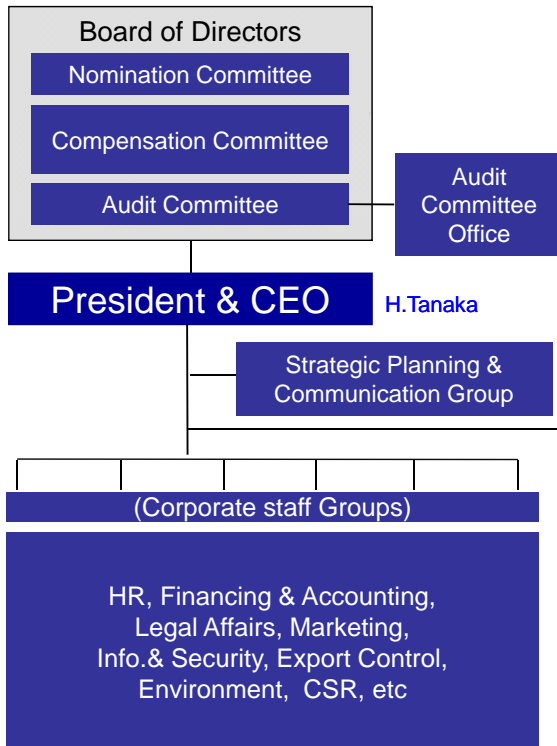 Board of Directors
Nomination Committee
Compensation Committee
Audit Committee
Audit
Committee
Office
President & CEO
H.Tanaka
Strategic Planning &
Communication Group
(Corporate staff Groups)
HR, Financing & Accounting,
Legal Affairs, Marketing,
Info.& Security, Export Control,
Environment, CSR, etc